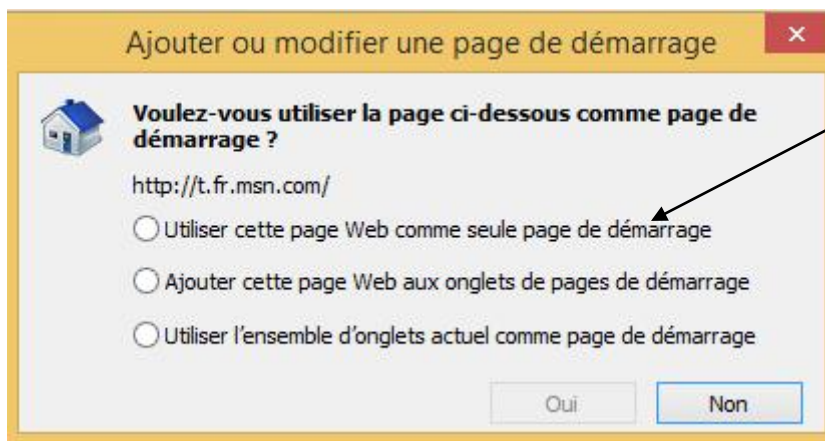 Ajouter ou modifier une page de démarrage
Voulez-vous utiliser la page ci-dessous comme page de
démarrage ?
http://t.fr.msn.com/
Utiliser cette page Web comme seule page de démarrage
Ajouter cette page Web aux onglets de pages de démarrage
Utiliser l'ensemble d'onglets actuel comme page de démarrage
Oui Non